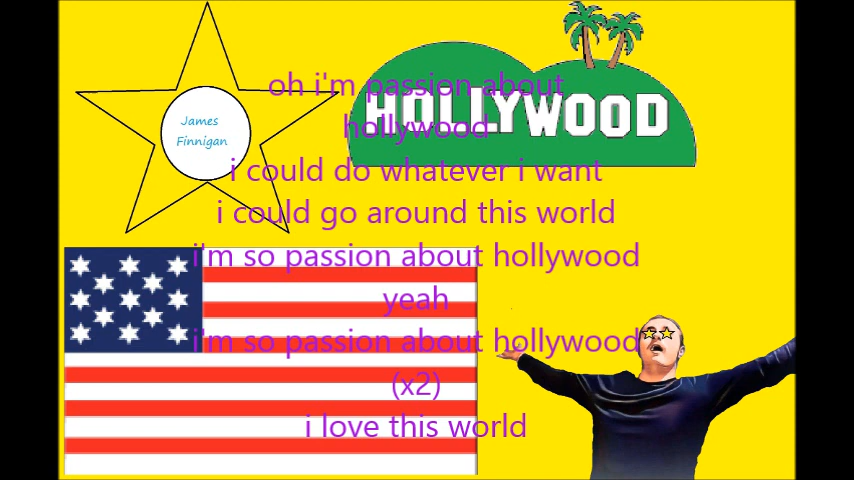 James
Finnigan
HOLLYWOOD
oh i'm passion about
hollywood
i could do whatever i want
i could go around this world
i'm so passion about hollywood
yeah
i'm so passion about hollywood
(x2)
i love this world